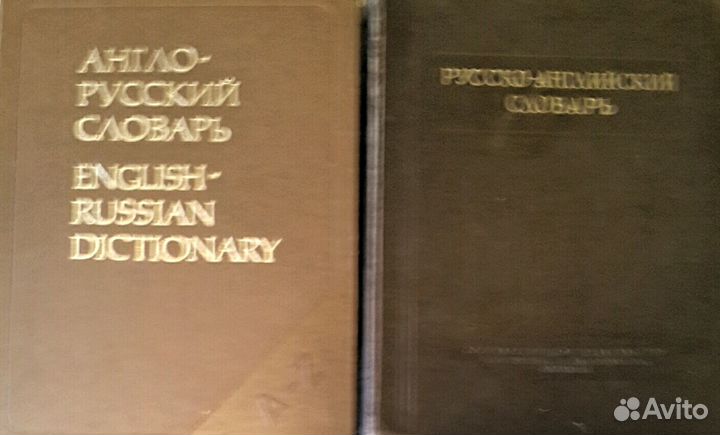 АНГЛО-
РУССКИЙ
СЛОВАРЬ
ENGLISH-
RUSSIAN
DICTIONARY
РУССКО-АНГЛИЙСКИЙ
СЛОВАРЬ
Avito